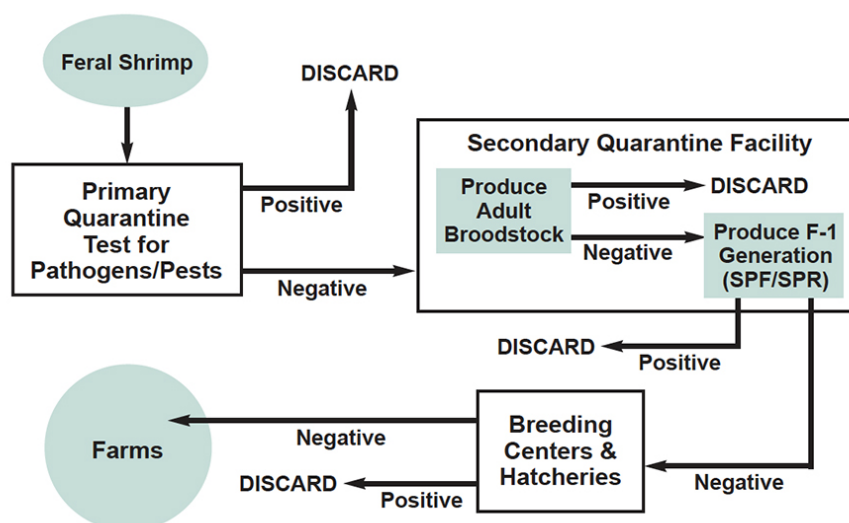 Feral Shrimp
DISCARD
Primary
Quarantine
Test for
Pathogens/Pests
Positive
Negative
Secondary Quarantine Facility
Produce
Adult
Broodstock
Positive
DISCARD
Negative
Produce F-1
Generation
(SPF/SPR)
DISCARD
Positive
Negative
Breeding
Centers &
Hatcheries
Negative
DISCARD
Positive
Farms